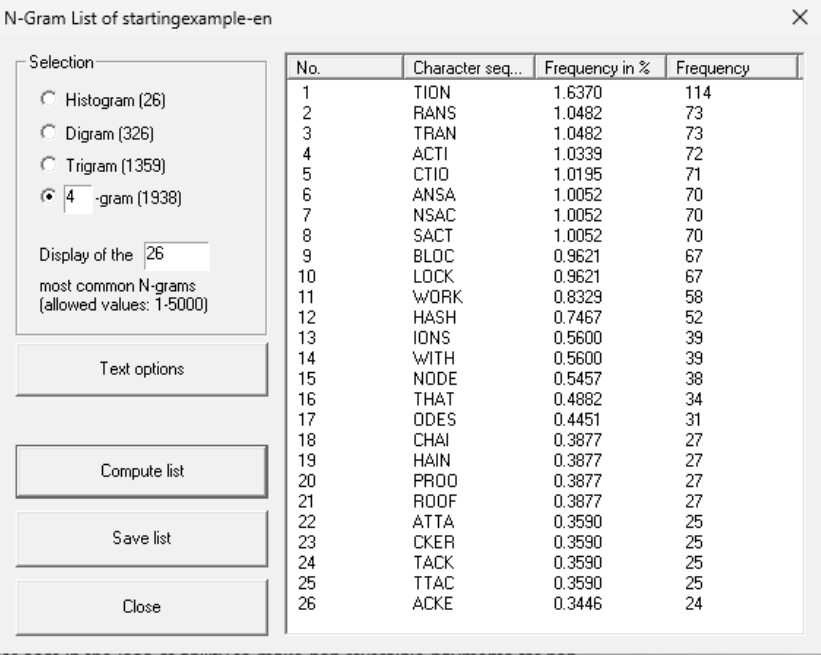 N-Gram List of startingexample-en
Selection
Histogram (26)
Digram (326)
Trigram (1359)
4 -gram (1938)
Display of the 26
most common N-grams
(allowed values: 1-5000)
Text options
Compute list
Save list
Close
No. Character seq... Frequency in % Frequency
1 TION 1.6370 114
2 RANS 1.0482 73
3 TRAN 1.0482 73
4 ACTI 1.0339 72
5 CTIO 1.0195 71
6 ANSA 1.0052 70
7 NSAC 1.0052 70
8 SACT 1.0052 70
9 BLOC 0.9621 67
10 LOCK 0.9621 67
11 WORK 0.8329 58
12 HASH 0.7467 52
13 IONS 0.5600 39
14 WITH 0.5600 39
15 NODE 0.5457 38
16 THAT 0.4882 34
17 ODES 0.4451 31
18 CHAI 0.3877 27
19 HAIN 0.3877 27
20 PROO 0.3877 27
21 ROOF 0.3877 27
22 ATTA 0.3590 25
23 CKER 0.3590 25
24 TACK 0.3590 25
25 TTAC 0.3590 25
26 ACKE 0.3446 24